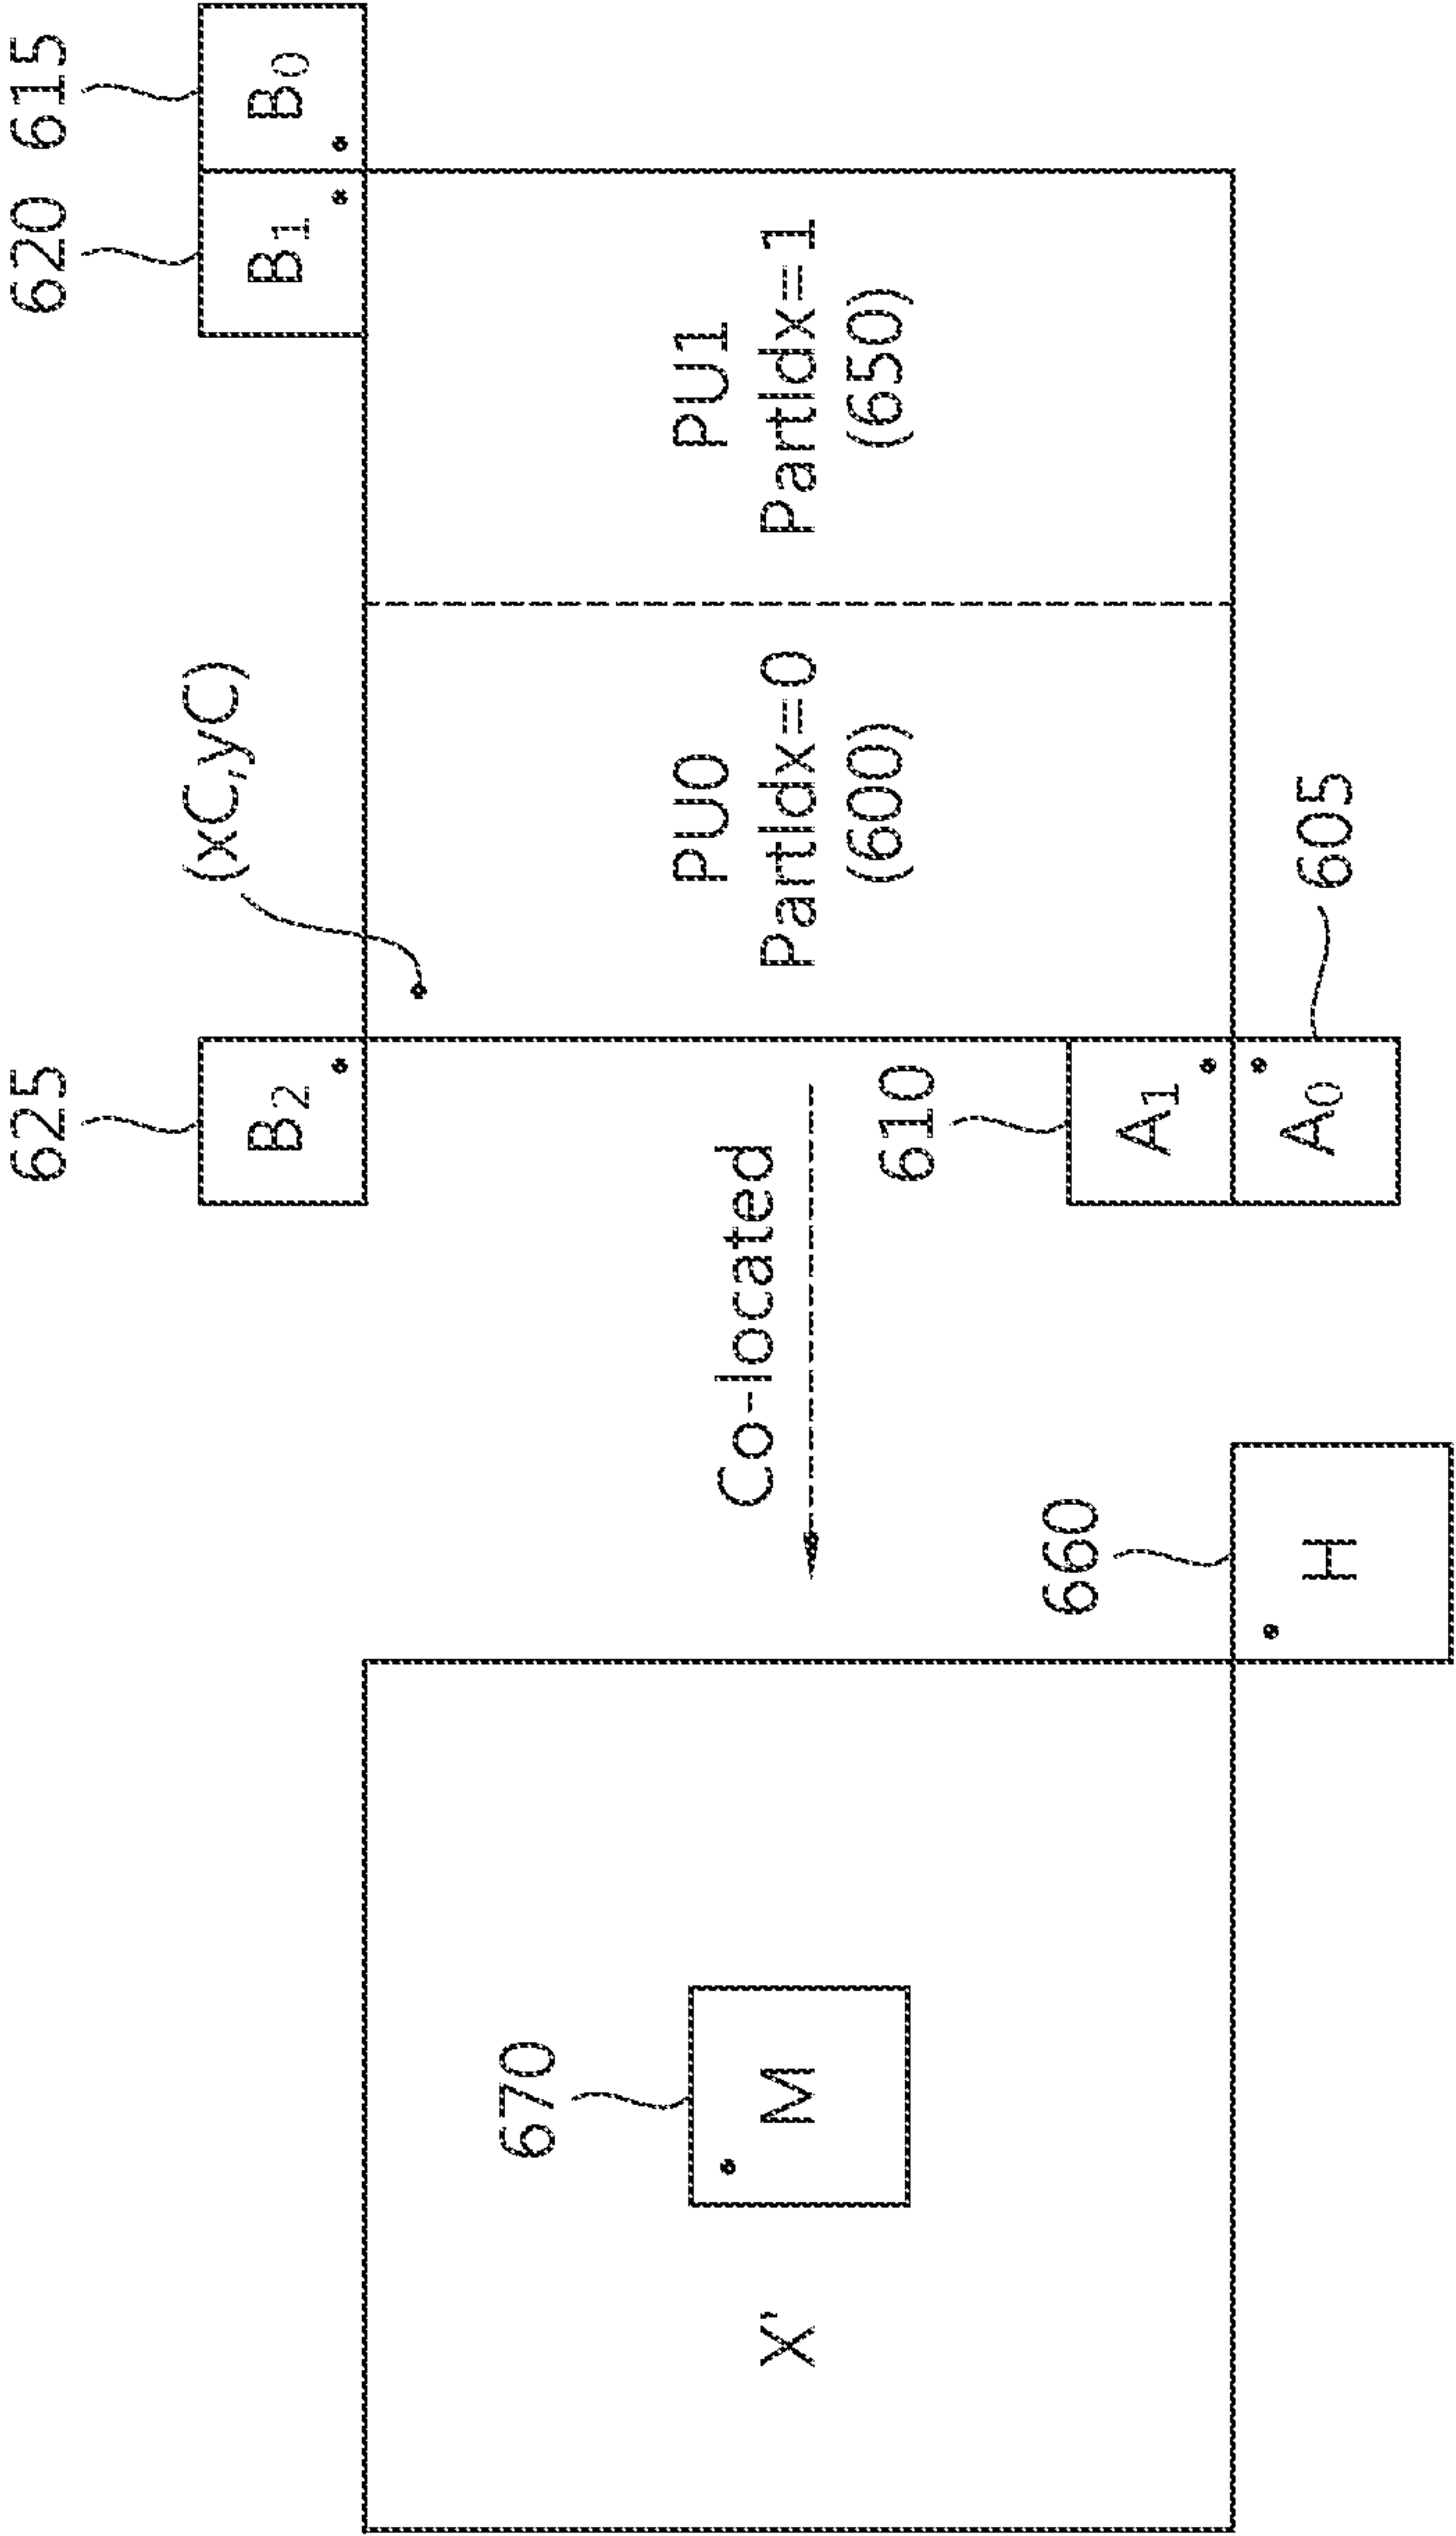 625
620
615
B2
B1
B0
(xC,yC)
670
Co-located
X'
M
PU0
PartIdx=0
(600)
PU1
PartIdx=1
(650)
610
A1
660
H
A0
605